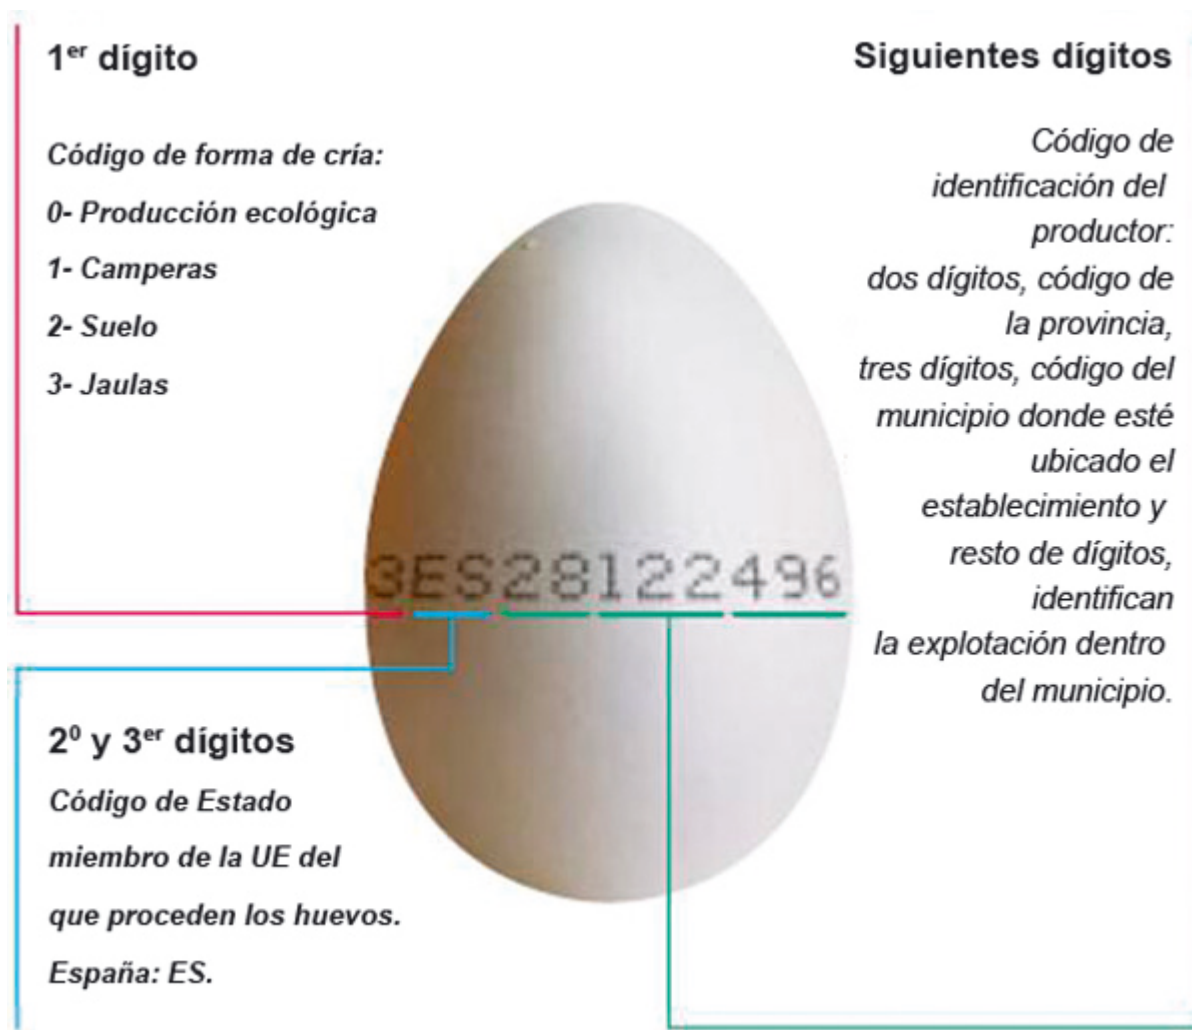 1er dígito
Código de forma de cría:
0- Producción ecológica
1- Camperas
2- Suelo
3- Jaulas
Siguientes dígitos
Código de
identificación del
productor:
dos dígitos, código de
la provincia,
tres dígitos, código del
municipio donde esté
ubicado el
establecimiento y
resto de dígitos,
identifican
la explotación dentro
del municipio.
3ES28122496
2º y 3er dígitos
Código de Estado
miembro de la UE del
que proceden los huevos.
España: ES.